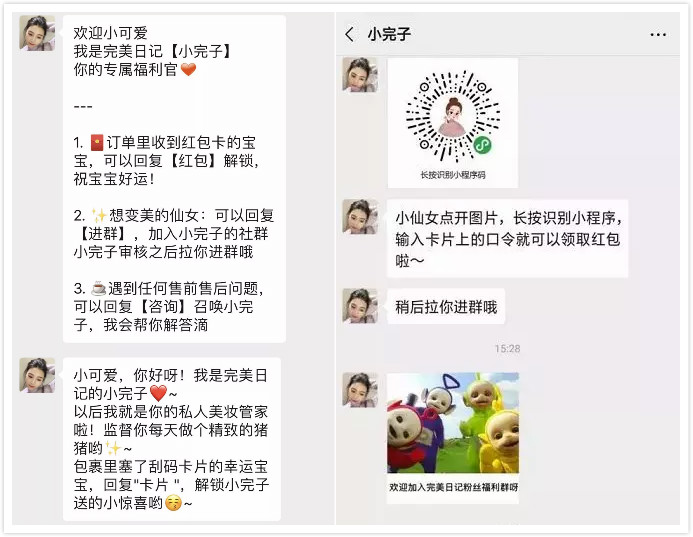 欢迎小可爱
我是完美日记【小完子】
你的专属福利官❤️
---
1. 🧧订单里收到红包卡的宝
宝，可以回复【红包】解锁，
祝宝宝好运！
2. ✨想变美的仙女：可以回复
【进群】，加入小完子的社群
小完子审核之后拉你进群哦
3. ☕遇到任何售前售后问题，
可以回复【咨询】召唤小完
子，我会帮你解答滴
小可爱，你好呀！我是完美日
记的小完子❤️~
以后我就是你的私人美妆管家
啦！监督你每天做个精致的猪
猪哟✨~
包裹里塞了刮码卡片的幸运宝
宝，回复"卡片 "，解锁小完子
送的小惊喜哟😚~
小完子
长按识别小程序码
小仙女点开图片，长按识别小程序，
输入卡片上的口令就可以领取红包
啦～
稍后拉你进群哦
15:28
欢迎加入完美日记粉丝福利群呀